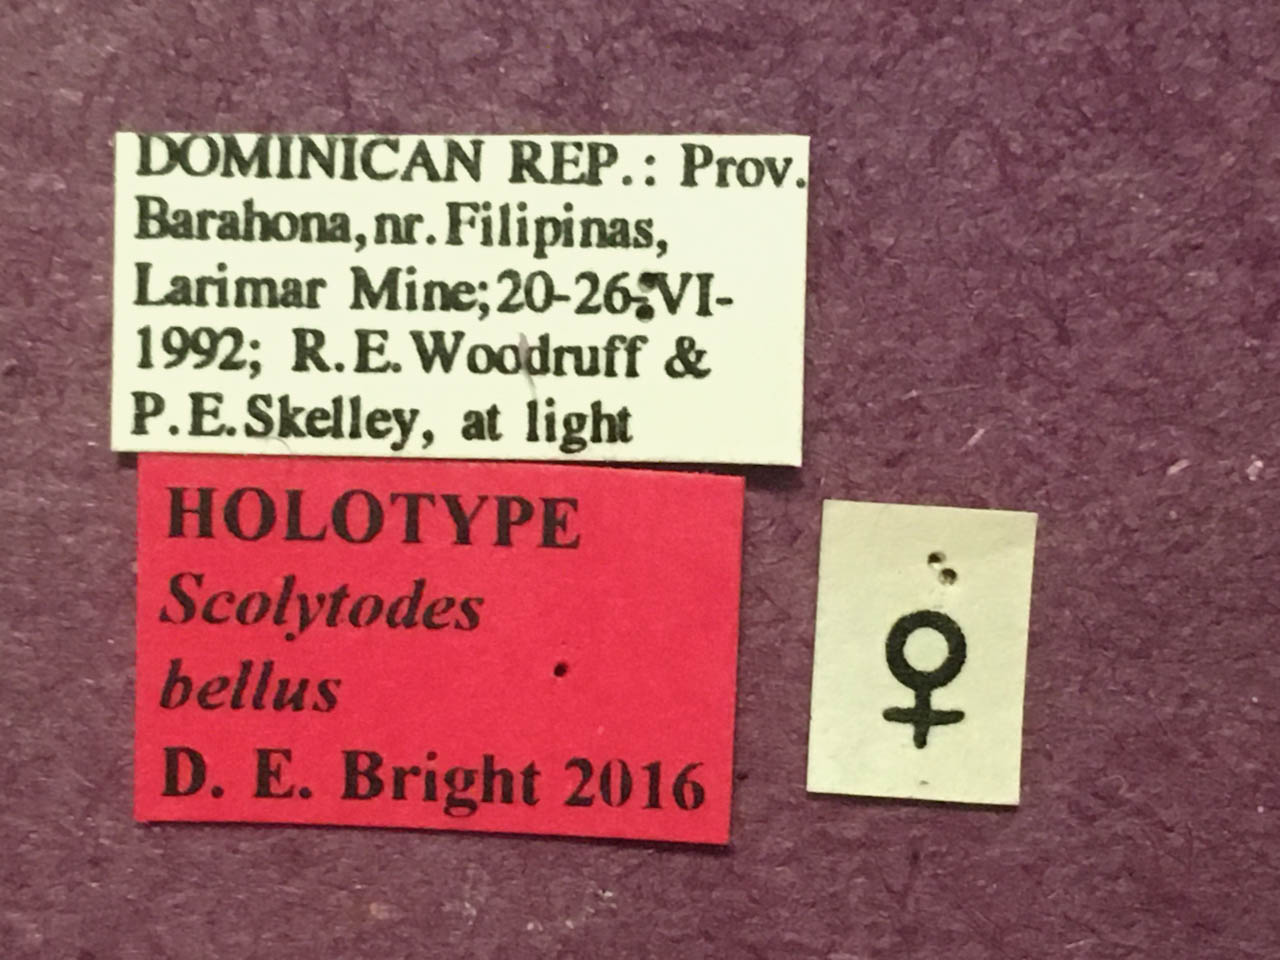 DOMINICAN REP.: Prov.
Barahona, nr. Filipinas,
Larimar Mine; 20-26-VI-
1992; R.E. Woodruff &
P.E. Skelley, at light
HOLOTYPE
Scolytodes
bellus
D. E. Bright 2016
♀